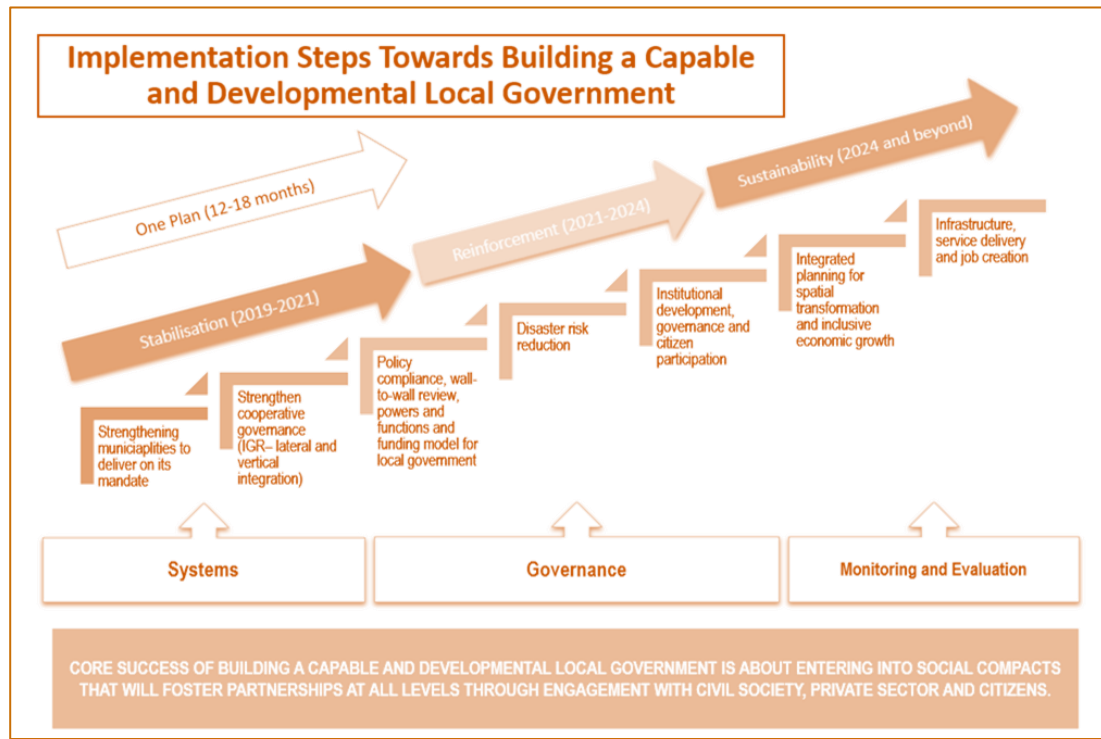 Implementation Steps Towards Building a Capable
and Developmental Local Government
One Plan (12-18 months)
Stabilisation (2019-2021)
Reinforcement (2021-2024)
Sustainability (2024 and beyond)
Strengthening
municiaplities to
deliver on its
mandate
Strengthen
cooperative
governance
(IGR– lateral and
vertical
integration)
Policy
compliance, wall-
to-wall review,
powers and
functions and
funding model for
local government
Disaster risk
reduction
Institutional
development,
governance and
citizen
participation
Integrated
planning for
spatial
transformation
and inclusive
economic growth
Infrastructure,
service delivery
and job creation
Systems
Governance
Monitoring and Evaluation
CORE SUCCESS OF BUILDING A CAPABLE AND DEVELOPMENTAL LOCAL GOVERNMENT IS ABOUT ENTERING INTO SOCIAL COMPACTS
THAT WILL FOSTER PARTNERSHIPS AT ALL LEVELS THROUGH ENGAGEMENT WITH CIVIL SOCIETY, PRIVATE SECTOR AND CITIZENS.